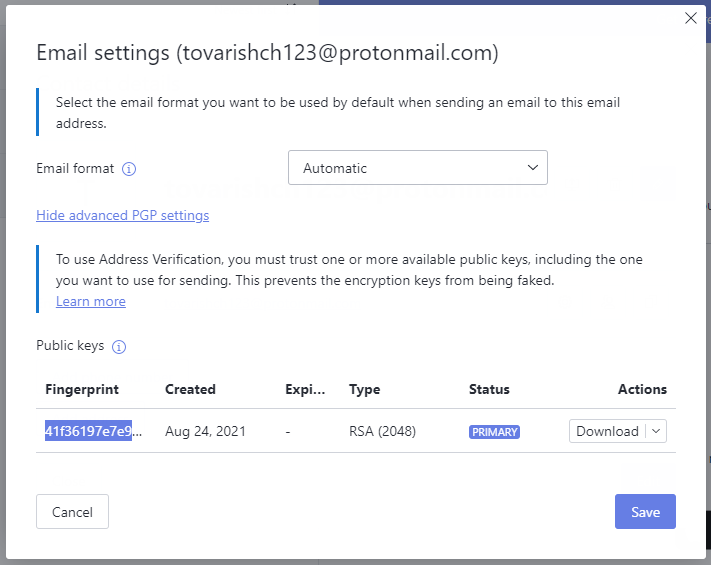 Email settings (tovarishch123@protonmail.com)
Select the email format you want to be used by default when sending an email to this email
address.
Email format
Automatic
Hide advanced PGP settings
To use Address Verification, you must trust one or more available public keys, including the one
you want to use for sending. This prevents the encryption keys from being faked.
Learn more
Public keys
Fingerprint Created Expi... Type Status Actions
41f36197e7e9... Aug 24, 2021 - RSA (2048) PRIMARY Download
Cancel Save